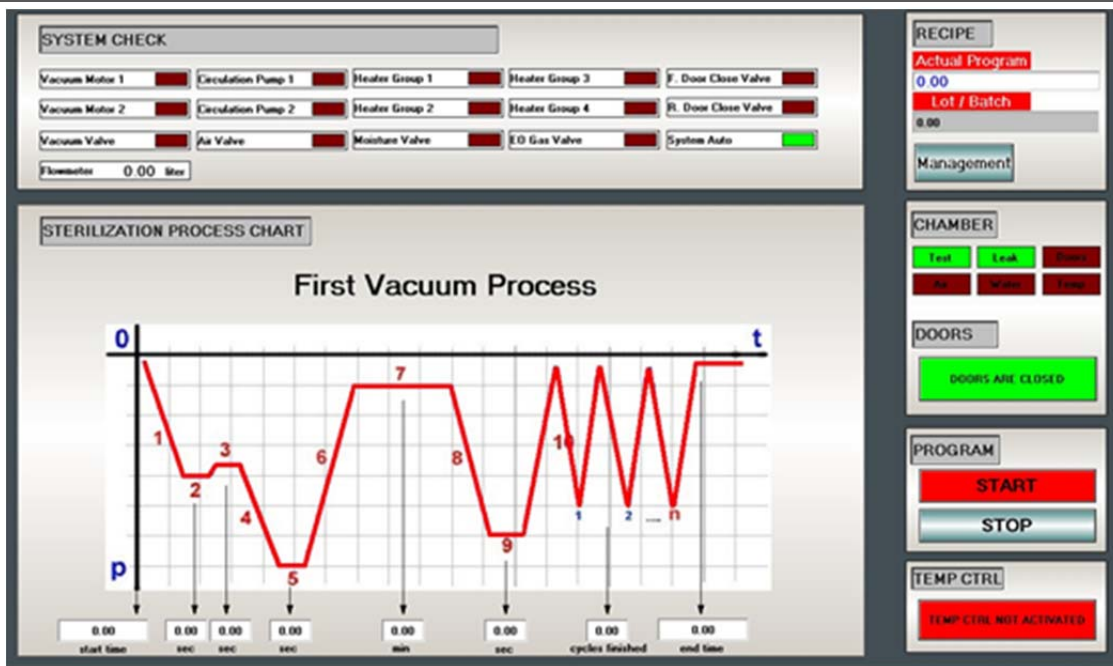 SYSTEM CHECK
Vacuum Motor 1 Circulation Pump 1 Heater Group 1 Heater Group 3 F. Door Close Valve
Vacuum Motor 2 Circulation Pump 2 Heater Group 2 Heater Group 4 R. Door Close Valve
Vacuum Valve Air Valve Moisture Valve EO Gas Valve System Auto
Flowmeter 0.00 liter
STERILIZATION PROCESS CHART
First Vacuum Process
0 t
7
1 3 6 8 10
2 4 9 1 2 ... n
p 5
0.00 0.00 0.00 0.00 0.00 0.00 0.00 0.00
start time sec sec sec min sec cycles finished end time
RECIPE
Actual Program
0.00
Lot / Batch
0.00
Management
CHAMBER
Test Leak Doors
Air Water Temp
DOORS
DOORS ARE CLOSED
PROGRAM
START
STOP
TEMP CTRL
TEMP CTRL NOT ACTIVATED